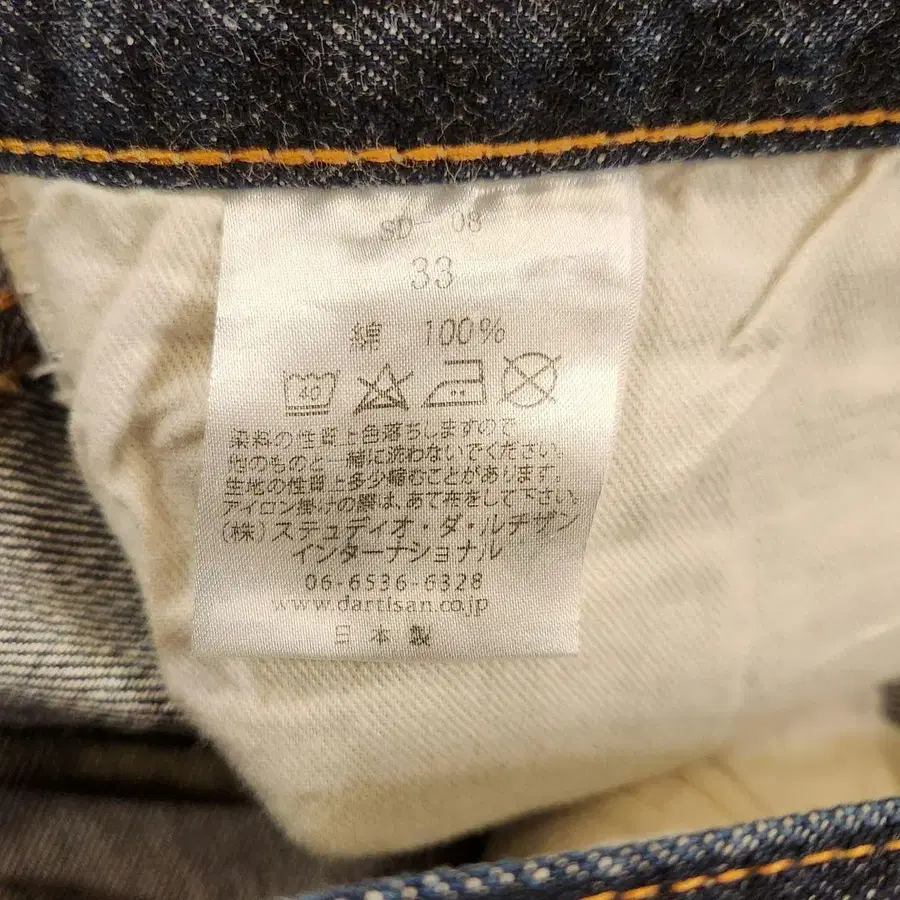 SD-08
33
綿 100%
40
染料の性質上色落ちしますので
他のものと一緒に洗わないでください。
生地の性質上多少縮むことがあります。
アイロン掛けの際は、あて布をして下さい。
(株)ステュディオ・ダ・ルチザン
インターナショナル
06-6536-6328
www.dartisan.co.jp
日本製